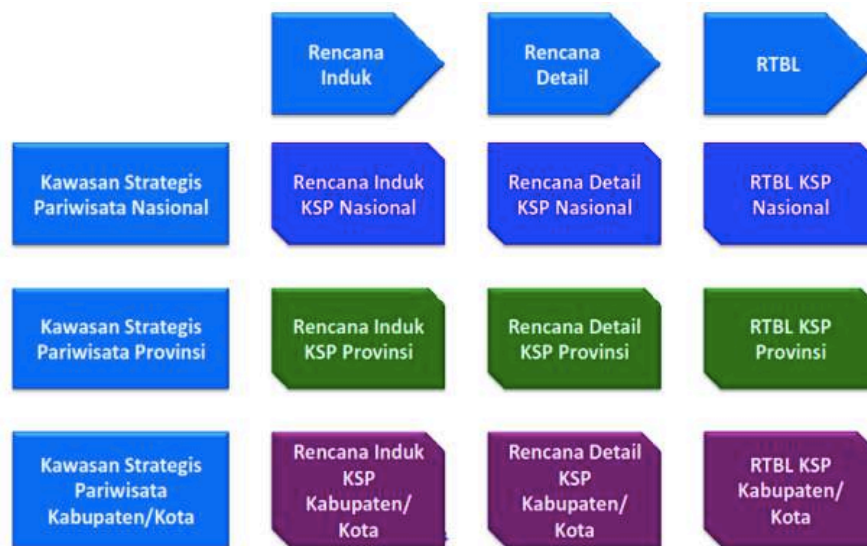 Rencana
Induk
Rencana
Detail
RTBL
Kawasan Strategis
Pariwisata Nasional
Rencana Induk
KSP Nasional
Rencana Detail
KSP Nasional
RTBL KSP
Nasional
Kawasan Strategis
Pariwisata Provinsi
Rencana Induk
KSP Provinsi
Rencana Detail
KSP Provinsi
RTBL KSP
Provinsi
Kawasan Strategis
Pariwisata
Kabupaten/Kota
Rencana Induk
KSP
Kabupaten/
Kota
Rencana Detail
KSP
Kabupaten/
Kota
RTBL KSP
Kabupaten/
Kota